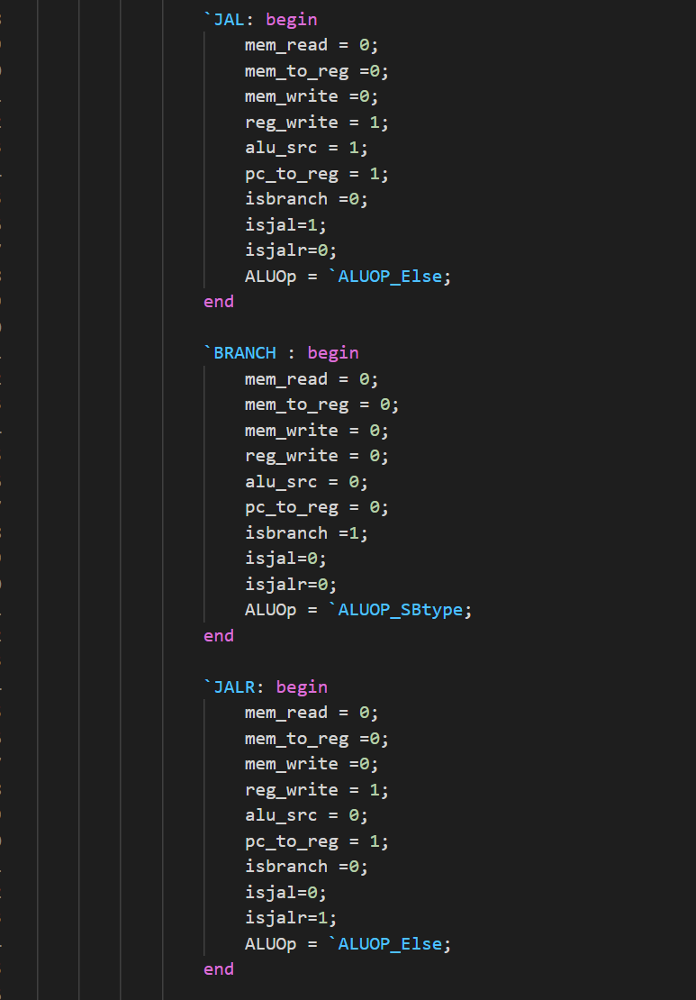 `JAL: begin
mem_read = 0;
mem_to_reg =0;
mem_write =0;
reg_write = 1;
alu_src = 1;
pc_to_reg = 1;
isbranch =0;
isjal=1;
isjalr=0;
ALUOp = `ALUOP_Else;
end
`BRANCH : begin
mem_read = 0;
mem_to_reg = 0;
mem_write = 0;
reg_write = 0;
alu_src = 0;
pc_to_reg = 0;
isbranch =1;
isjal=0;
isjalr=0;
ALUOp = `ALUOP_SBtype;
end
`JALR: begin
mem_read = 0;
mem_to_reg =0;
mem_write =0;
reg_write = 1;
alu_src = 0;
pc_to_reg = 1;
isbranch =0;
isjal=0;
isjalr=1;
ALUOp = `ALUOP_Else;
end